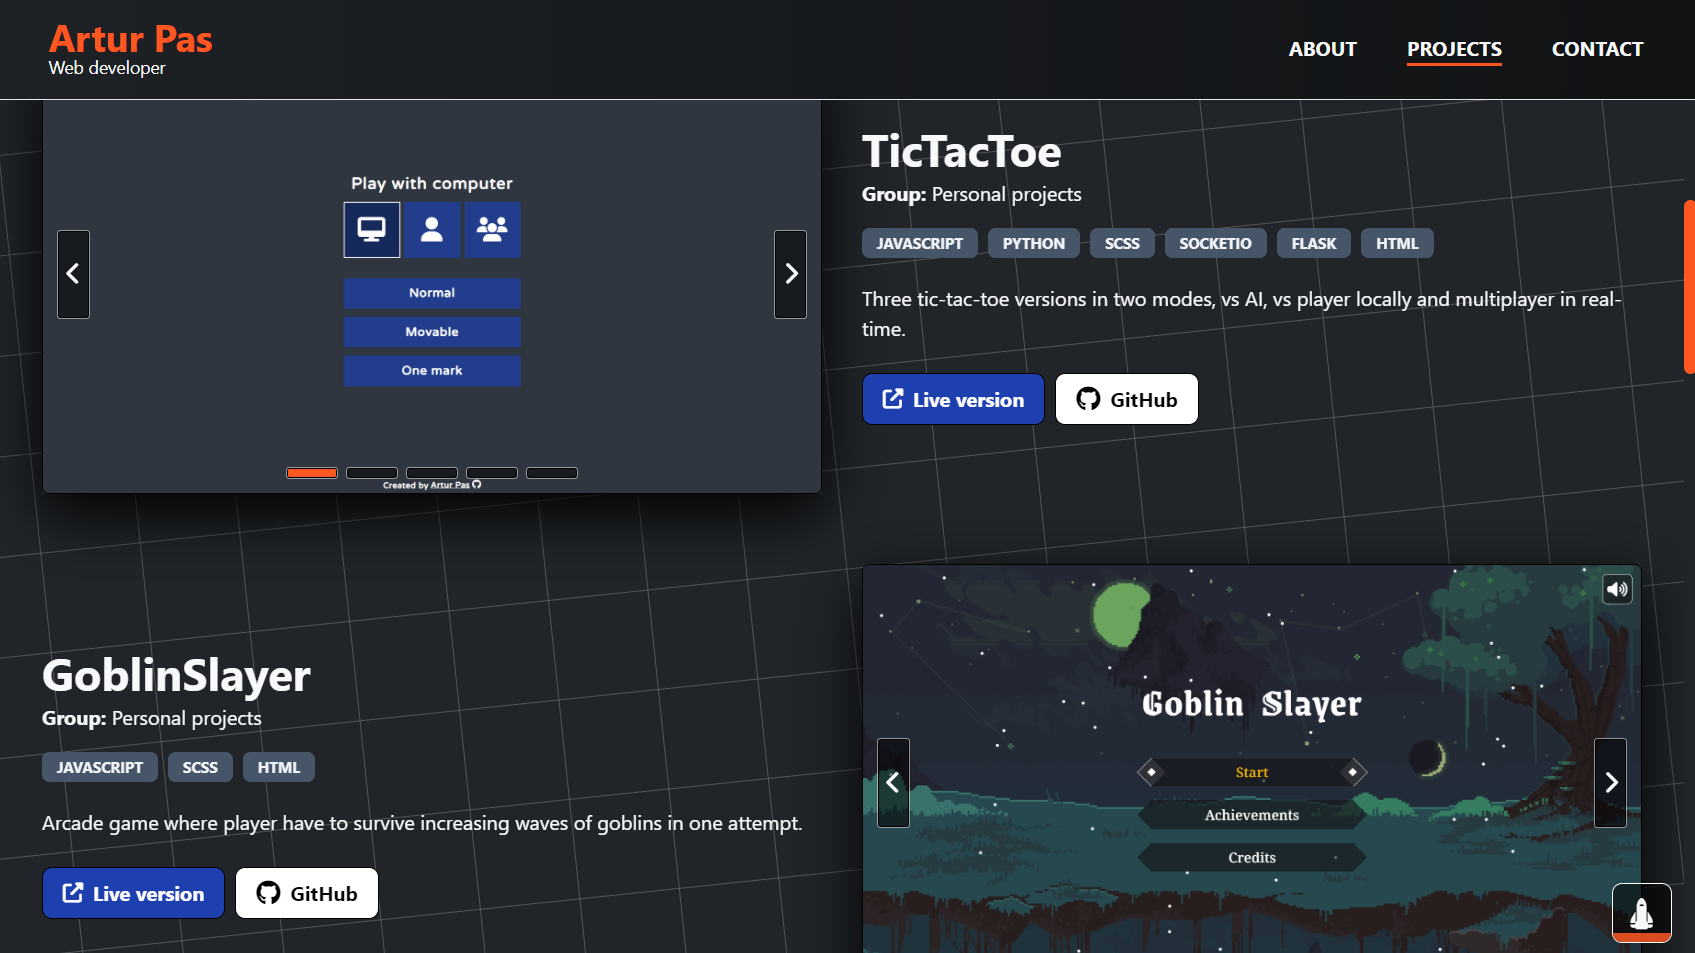 Artur Pas
Web developer
ABOUT
PROJECTS
CONTACT
Play with computer
Normal
Movable
One mark
Created by Artur Pas
TicTacToe
Group: Personal projects
JAVASCRIPT
PYTHON
SCSS
SOCKETIO
FLASK
HTML
Three tic-tac-toe versions in two modes, vs AI, vs player locally and multiplayer in real-
time.
Live version
GitHub
GoblinSlayer
Group: Personal projects
JAVASCRIPT
SCSS
HTML
Arcade game where player have to survive increasing waves of goblins in one attempt.
Live version
GitHub
Goblin Slayer
Start
Achievements
Credits